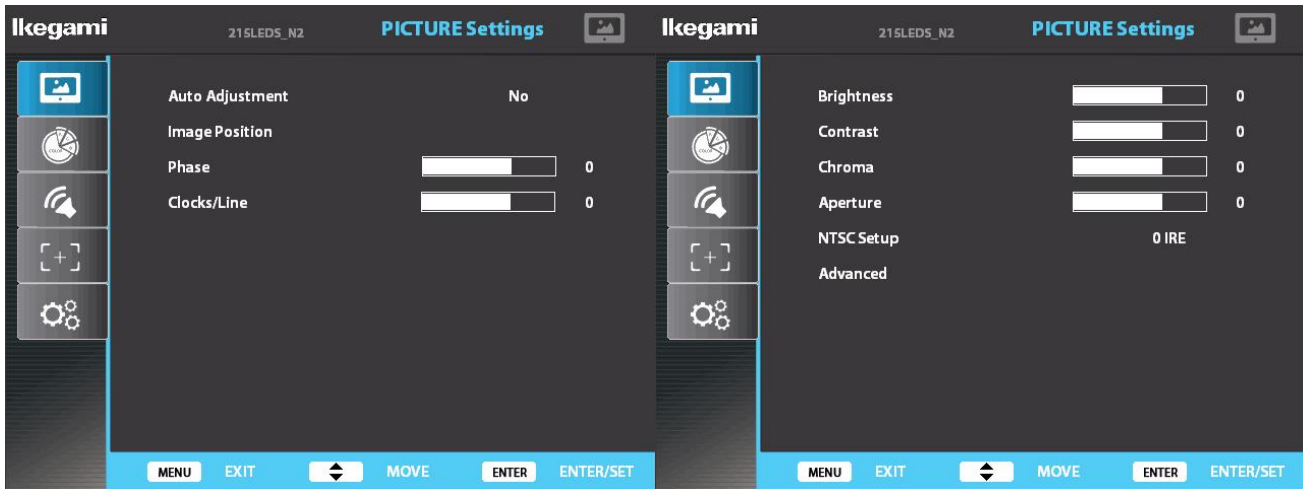 Ikegami 215LEDS_N2 PICTURE Settings
Auto Adjustment No
Image Position
Phase 0
Clocks/Line 0
COLOR
MENU EXIT MOVE ENTER ENTER/SET
Ikegami 215LEDS_N2 PICTURE Settings
Brightness 0
Contrast 0
Chroma 0
Aperture 0
NTSC Setup 0 IRE
Advanced
COLOR
MENU EXIT MOVE ENTER ENTER/SET